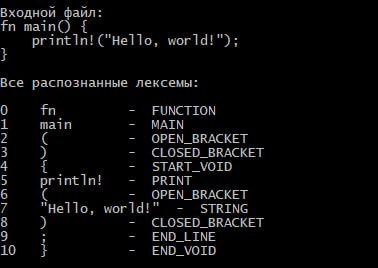 Входной файл:
fn main() {
    println!("Hello, world!");
}
Все распознанные лексемы:
0    fn         -  FUNCTION
1    main       -  MAIN
2    (          -  OPEN_BRACKET
3    )          -  CLOSED_BRACKET
4    {          -  START_VOID
5    println!   -  PRINT
6    (          -  OPEN_BRACKET
7    "Hello, world!"  -  STRING
8    )          -  CLOSED_BRACKET
9    ;          -  END_LINE
10   }          -  END_VOID